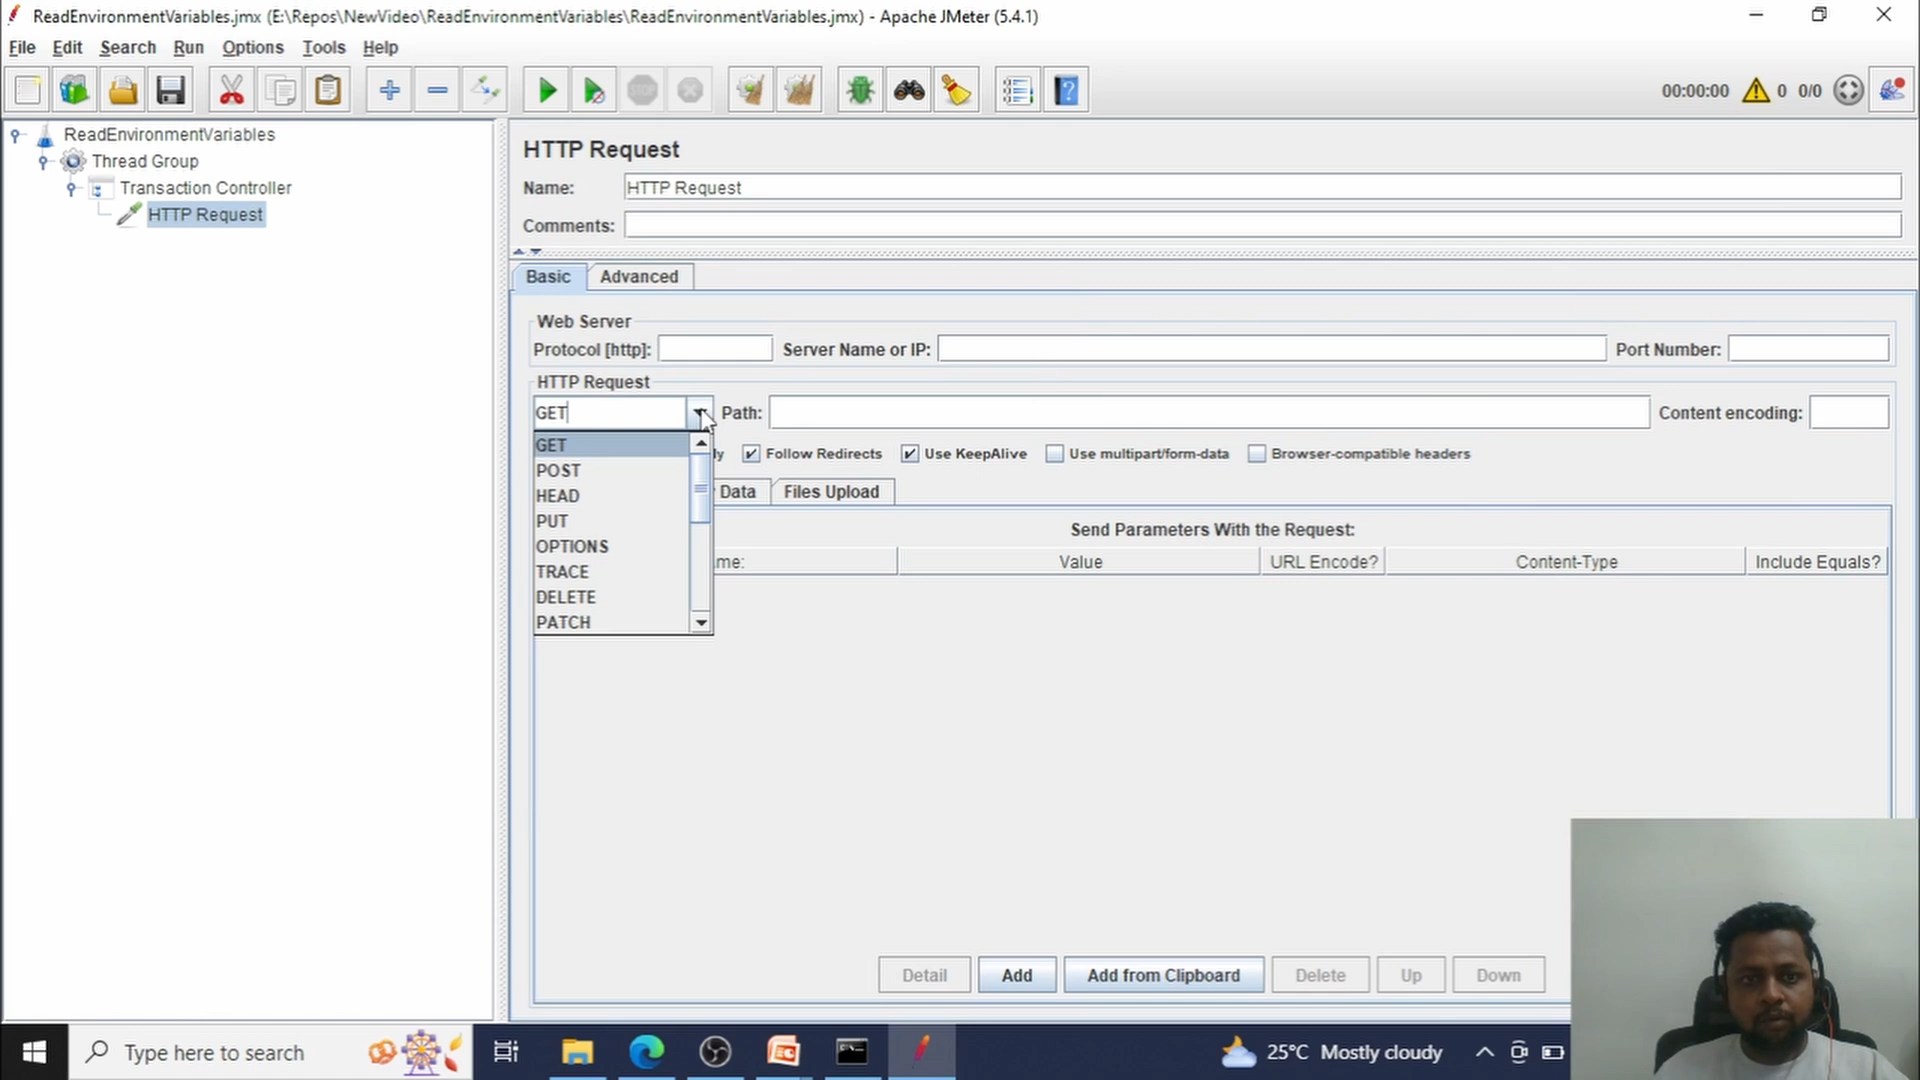 ReadEnvironmentVariables.jmx (E:\Repos\NewVideo\ReadEnvironmentVariables\ReadEnvironmentVariables.jmx) - Apache JMeter (5.4.1)
File Edit Search Run Options Tools Help
STOP 00:00:00 0 0/0
ReadEnvironmentVariables
Thread Group
Transaction Controller
HTTP Request
HTTP Request
Name: HTTP Request
Comments:
Basic Advanced
Web Server
Protocol [http]: Server Name or IP: Port Number:
HTTP Request
GET Path: Content encoding:
GET
POST
HEAD
PUT
OPTIONS
TRACE
DELETE
PATCH
ly Follow Redirects Use KeepAlive Use multipart/form-data Browser-compatible headers
Data Files Upload
Send Parameters With the Request:
me: Value URL Encode? Content-Type Include Equals?
Detail Add Add from Clipboard Delete Up Down
Type here to search
25°C Mostly cloudy